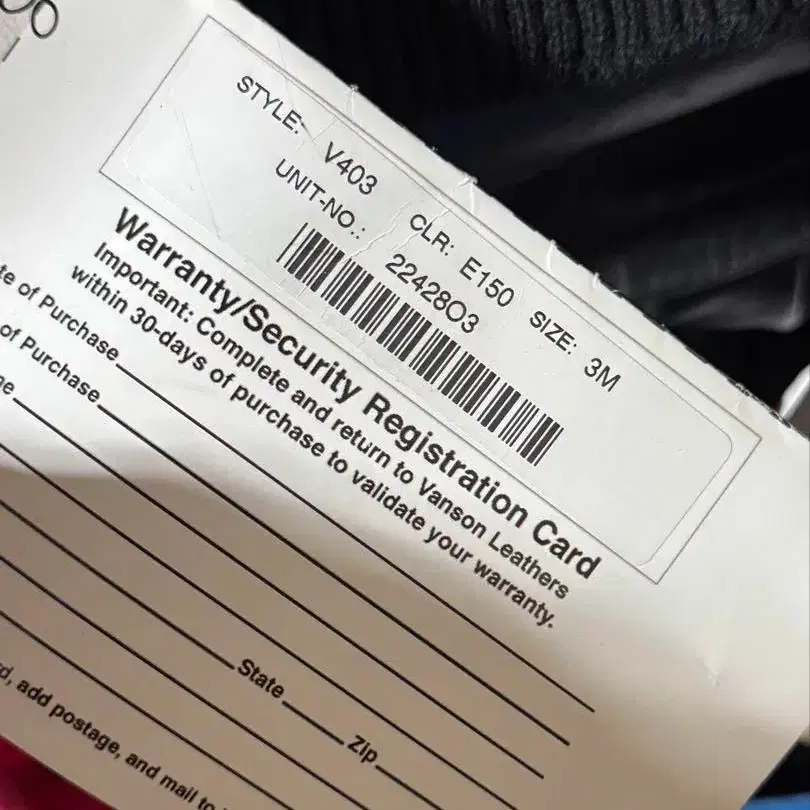 STYLE: V403 CLR: E150 SIZE: 3M
UNIT-NO.: 22428O3
Warranty/Security Registration Card
Important: Complete and return to Vanson Leathers
within 30-days of purchase to validate your warranty.
of Purchase
of Purchase
State Zip
add postage, and mail to